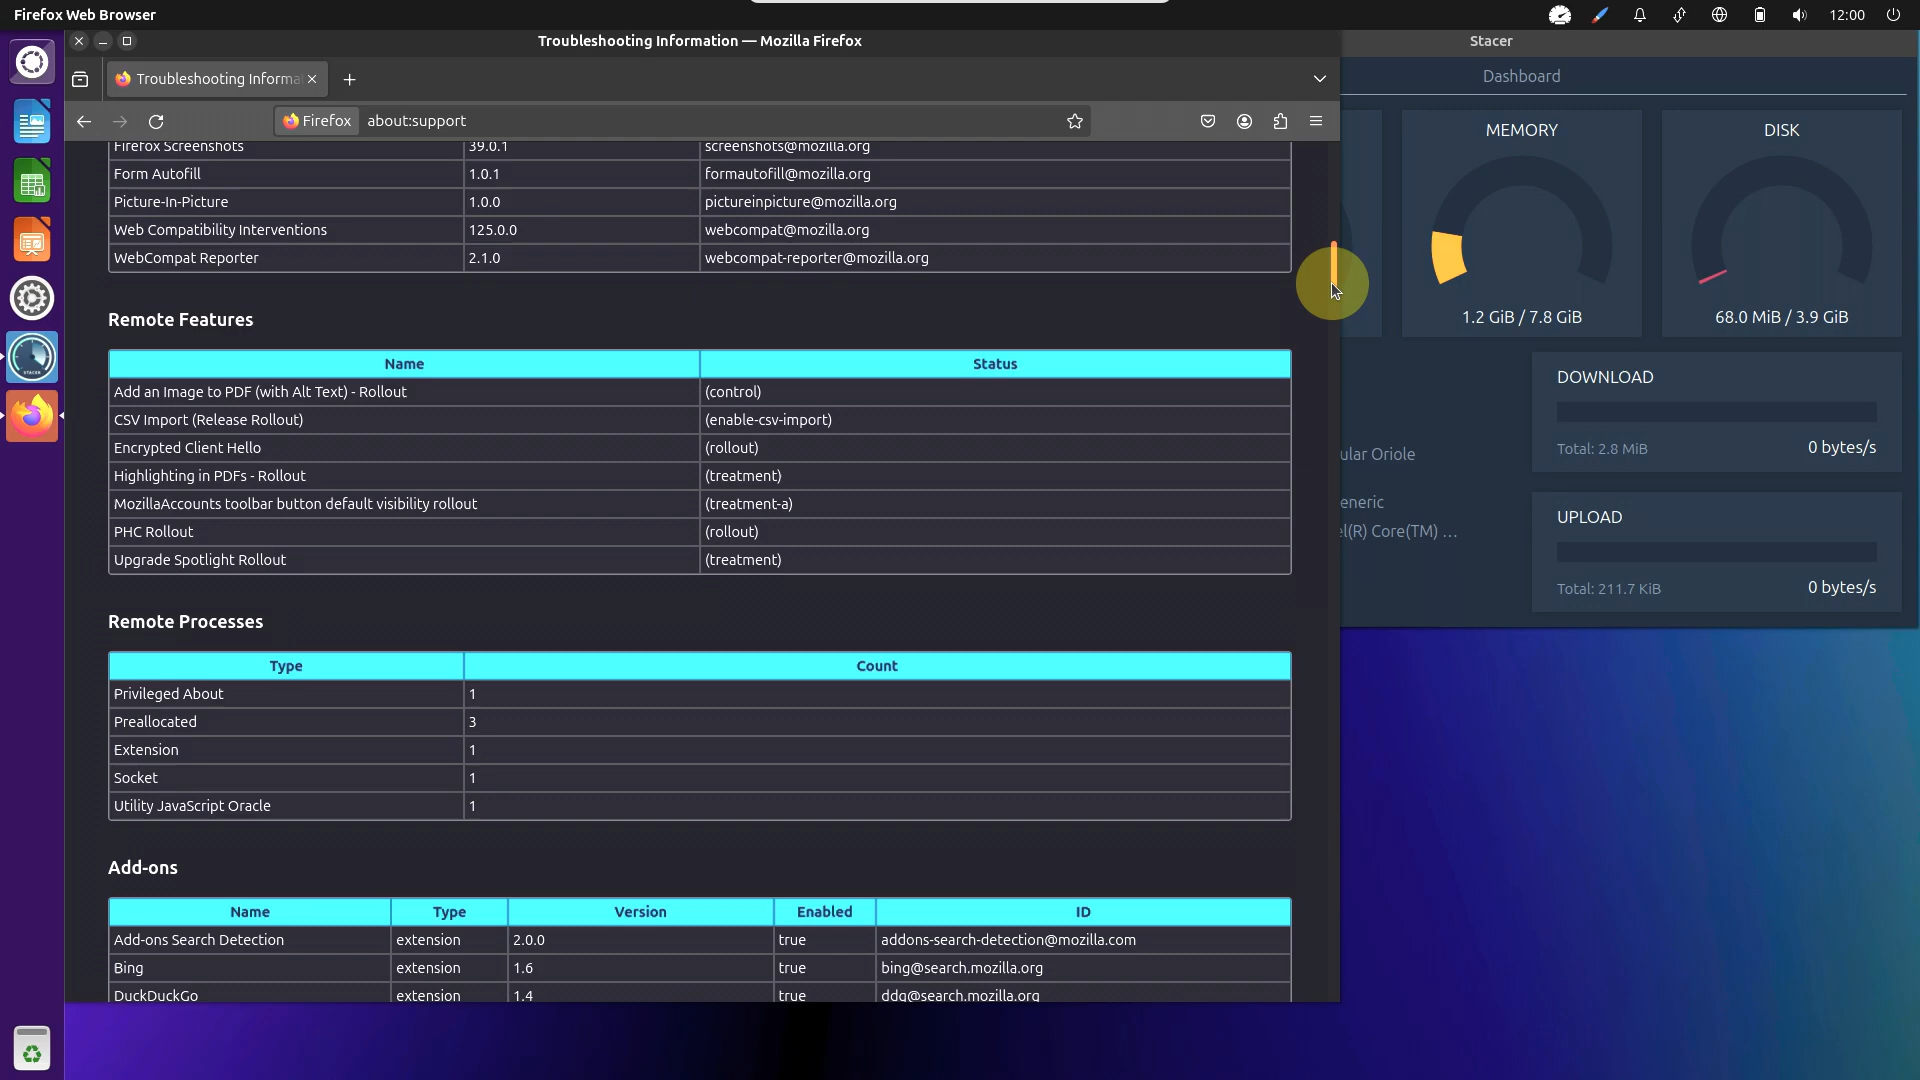 Firefox Web Browser
12:00
Troubleshooting Information — Mozilla Firefox
Troubleshooting Informa
Firefox
about:support
Firefox Screenshots 39.0.1 screenshots@mozilla.org
Form Autofill 1.0.1 formautofill@mozilla.org
Picture-In-Picture 1.0.0 pictureinpicture@mozilla.org
Web Compatibility Interventions 125.0.0 webcompat@mozilla.org
WebCompat Reporter 2.1.0 webcompat-reporter@mozilla.org
Remote Features
Name Status
Add an Image to PDF (with Alt Text) - Rollout (control)
CSV Import (Release Rollout) (enable-csv-import)
Encrypted Client Hello (rollout)
Highlighting in PDFs - Rollout (treatment)
MozillaAccounts toolbar button default visibility rollout (treatment-a)
PHC Rollout (rollout)
Upgrade Spotlight Rollout (treatment)
Remote Processes
Type Count
Privileged About 1
Preallocated 3
Extension 1
Socket 1
Utility JavaScript Oracle 1
Add-ons
Name Type Version Enabled ID
Add-ons Search Detection extension 2.0.0 true addons-search-detection@mozilla.com
Bing extension 1.6 true bing@search.mozilla.org
DuckDuckGo extension 1.4 true ddg@search.mozilla.org
Stacer
Dashboard
MEMORY
1.2 GiB / 7.8 GiB
DISK
68.0 MiB / 3.9 GiB
DOWNLOAD
Total: 2.8 MiB 0 bytes/s
UPLOAD
Total: 211.7 KiB 0 bytes/s
ular Oriole
eneric
el(R) Core(TM) ...
STACER